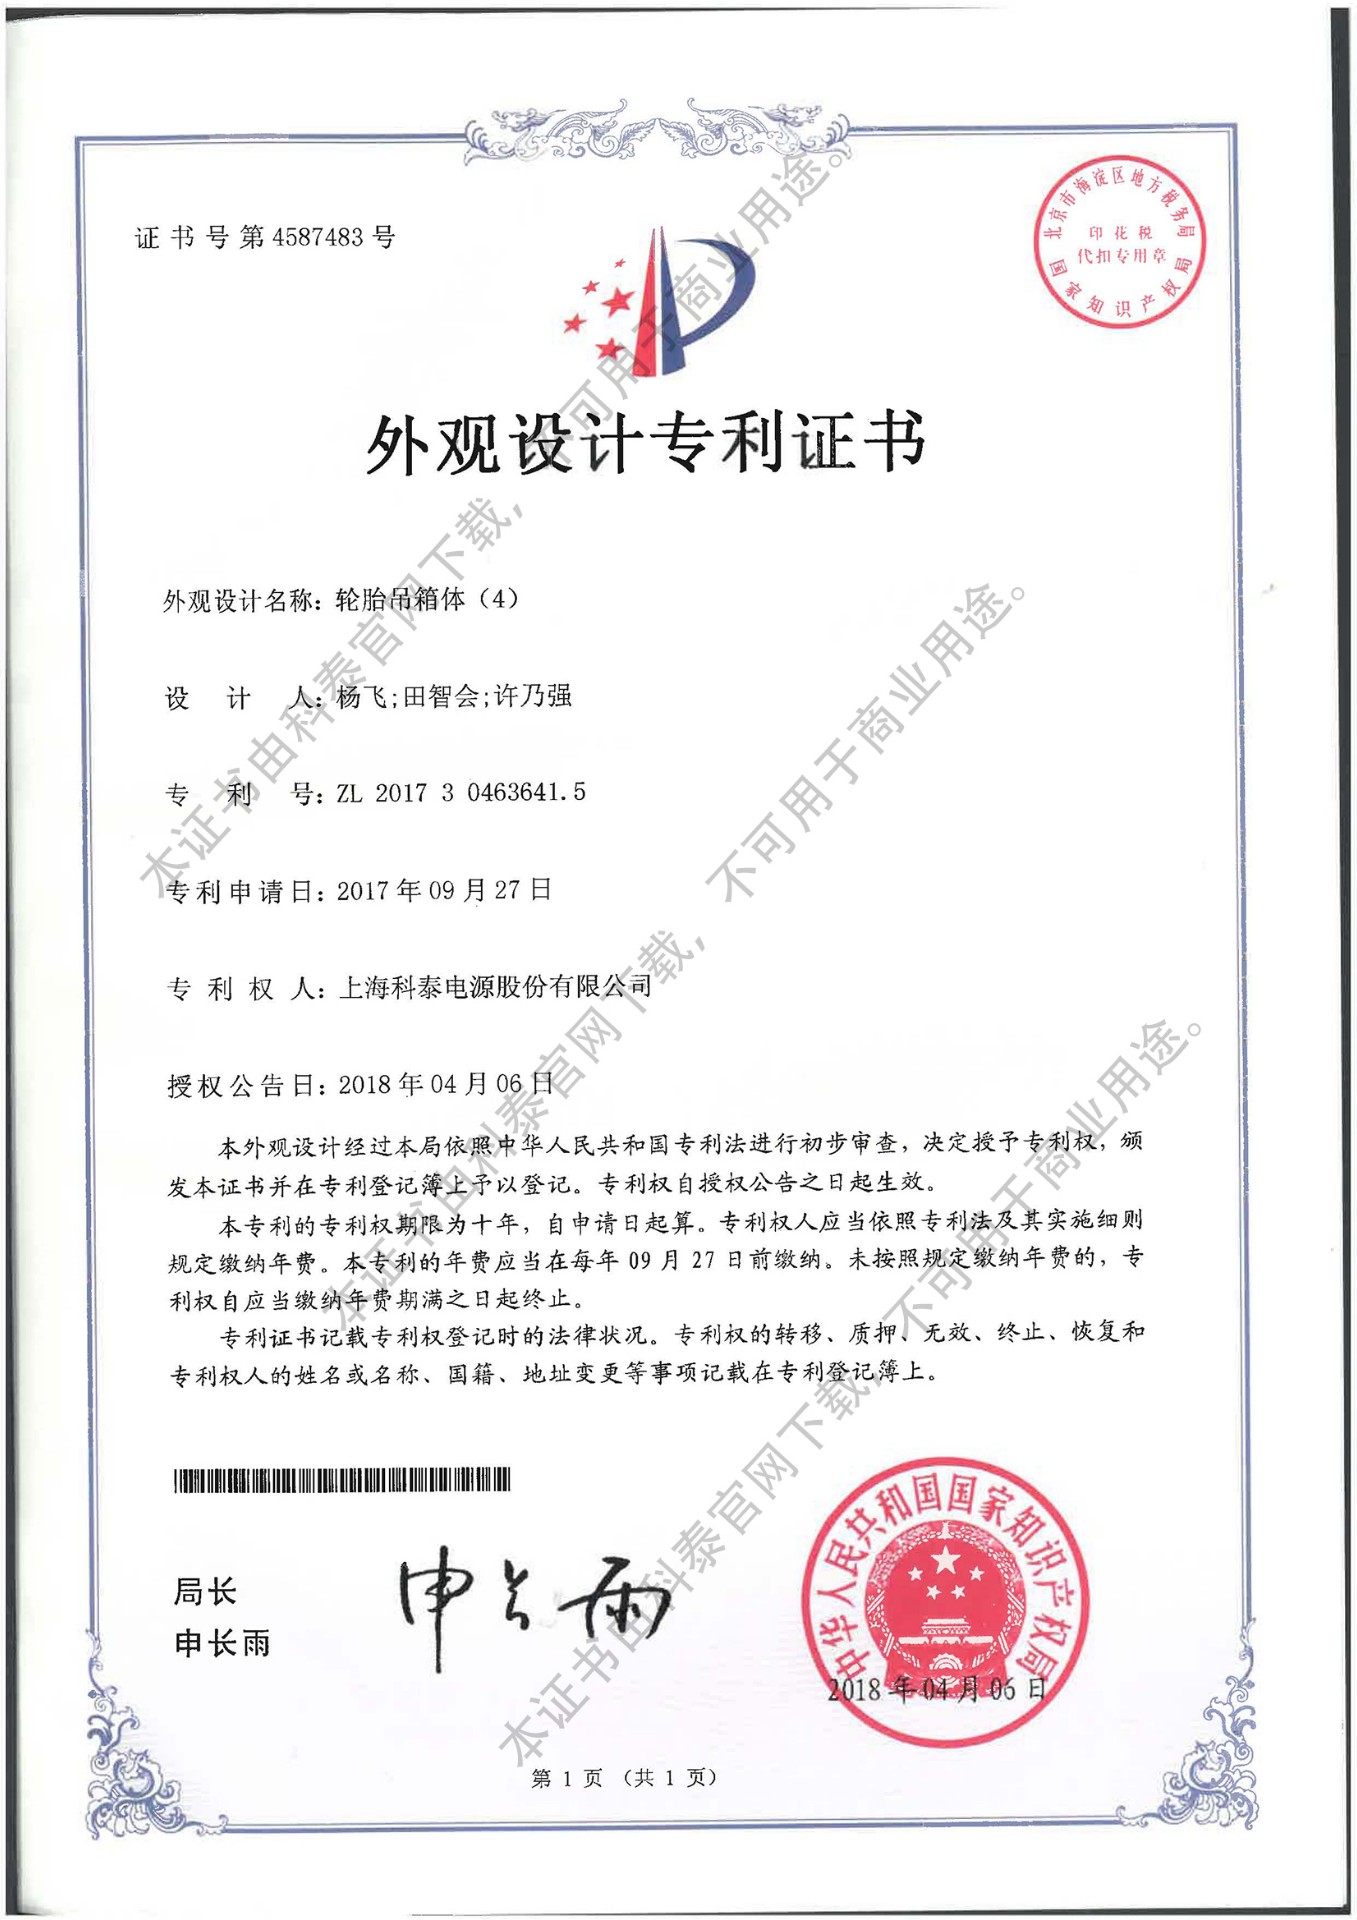 证书号第4587483号
北京市海淀区地方税务局
印花税
代扣专用章
国家知识产权局
外观设计专利证书
外观设计名称：轮胎吊箱体（4）
设计人：杨飞;田智会;许乃强
专利号：ZL 2017 3 0463641.5
专利申请日：2017年09月27日
专利权人：上海科泰电源股份有限公司
授权公告日：2018年04月06日
本外观设计经过本局依照中华人民共和国专利法进行初步审查，决定授予专利权，颁
发本证书并在专利登记簿上予以登记。专利权自授权公告之日起生效。
本专利的专利权期限为十年，自申请日起算。专利权人应当依照专利法及其实施细则
规定缴纳年费。本专利的年费应当在每年09月27日前缴纳。未按照规定缴纳年费的，专
利权自应当缴纳年费期满之日起终止。
专利证书记载专利权登记时的法律状况。专利权的转移、质押、无效、终止、恢复和
专利权人的姓名或名称、国籍、地址变更等事项记载在专利登记簿上。
局长
申长雨
申长雨
中华人民共和国国家知识产权局
2018年04月06日
第1页（共1页）
本证书由科泰官网下载，不可用于商业用途。
本证书由科泰官网下载，不可用于商业用途。
本证书由科泰官网下载，不可用于商业用途。